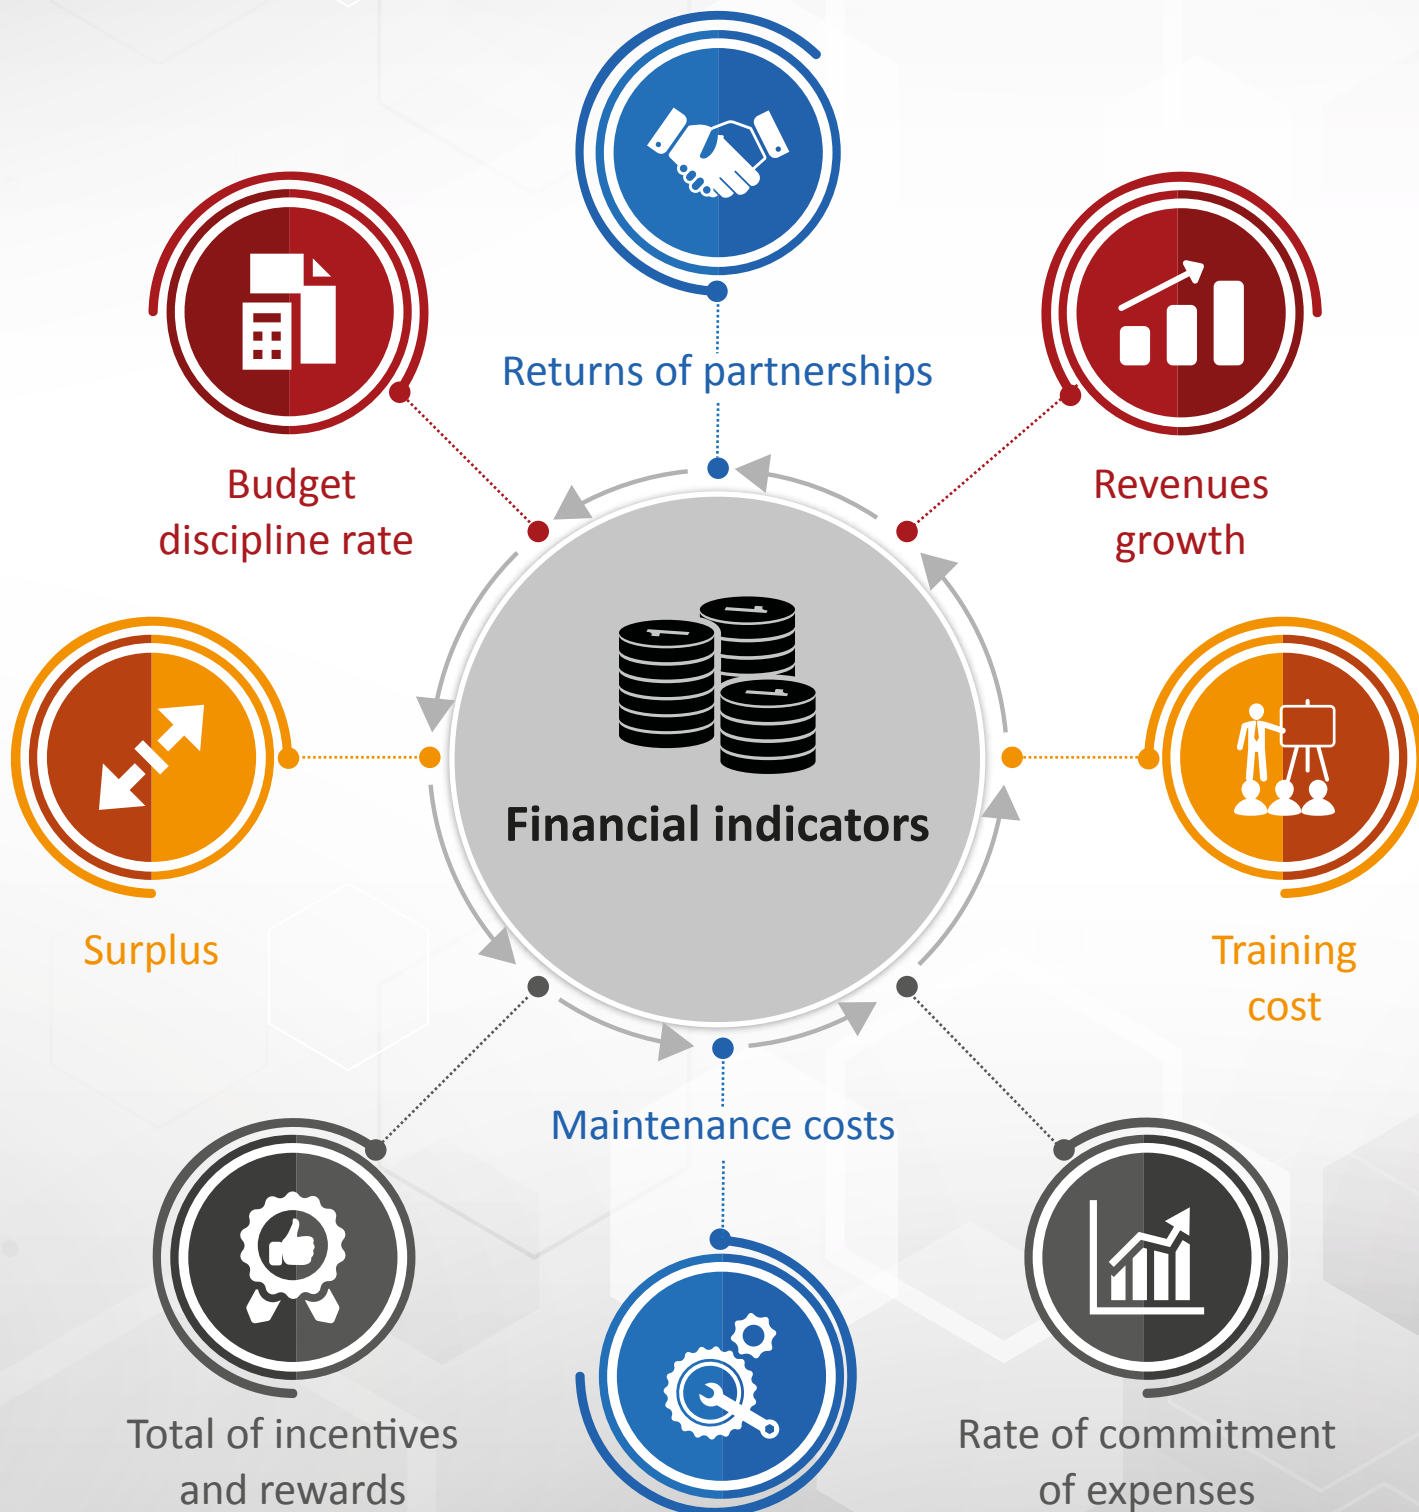 Returns of partnerships
Budget
discipline rate
Revenues
growth
Financial indicators
Surplus
Training
cost
Maintenance costs
Total of incentives
and rewards
Rate of commitment
of expenses